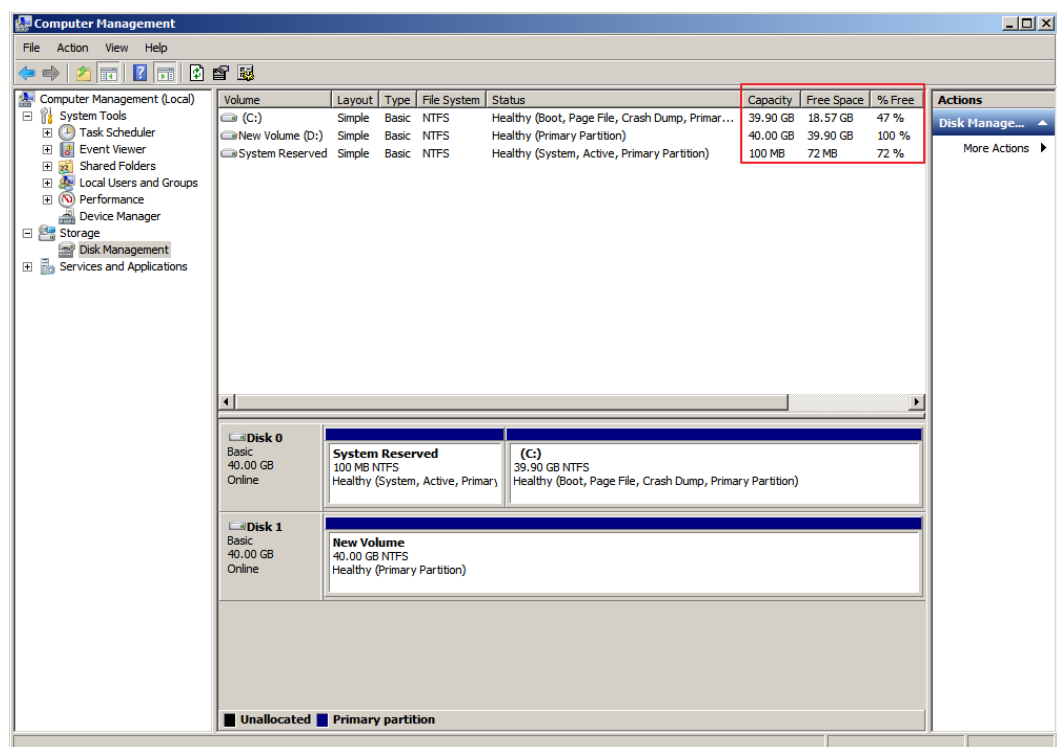 Computer Management
File Action View Help
Computer Management (Local)
System Tools
Task Scheduler
Event Viewer
Shared Folders
Local Users and Groups
Performance
Device Manager
Storage
Disk Management
Services and Applications
Volume Layout Type File System Status Capacity Free Space % Free
(C:) Simple Basic NTFS Healthy (Boot, Page File, Crash Dump, Primar... 39.90 GB 18.57 GB 47 %
New Volume (D:) Simple Basic NTFS Healthy (Primary Partition) 40.00 GB 39.90 GB 100 %
System Reserved Simple Basic NTFS Healthy (System, Active, Primary Partition) 100 MB 72 MB 72 %
Disk 0
Basic
40.00 GB
Online
System Reserved
100 MB NTFS
Healthy (System, Active, Primary
(C:)
39.90 GB NTFS
Healthy (Boot, Page File, Crash Dump, Primary Partition)
Disk 1
Basic
40.00 GB
Online
New Volume
40.00 GB NTFS
Healthy (Primary Partition)
Unallocated Primary partition
Actions
Disk Manage...
More Actions